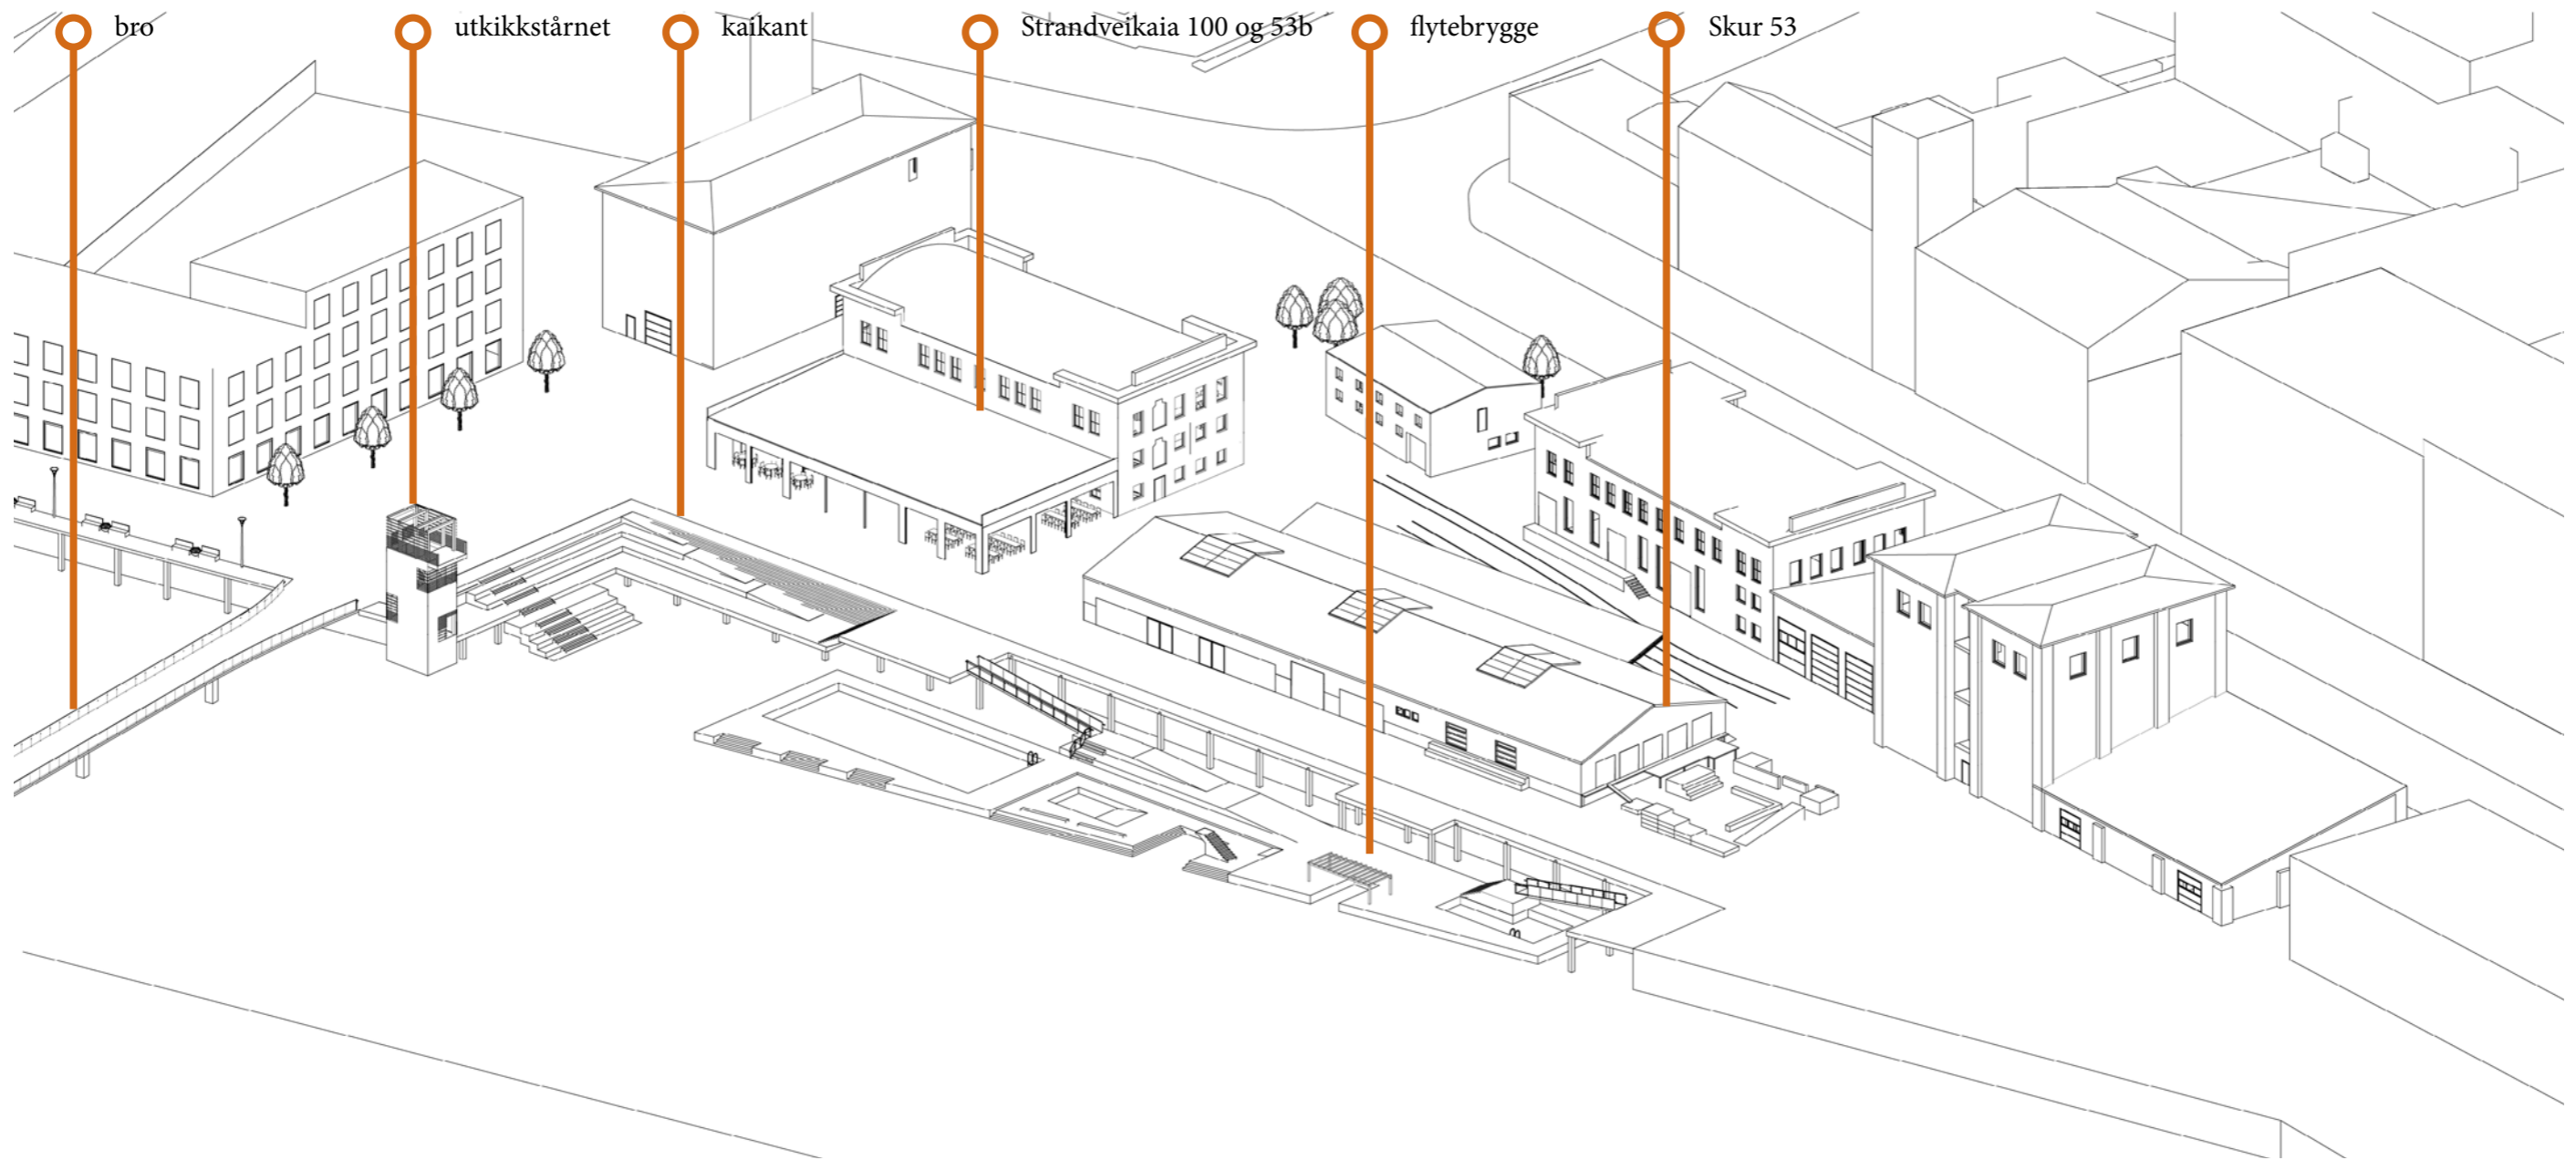 bro
utkikkstårnet
kaikant
Strandveikaia 100 og 53b
flytebrygge
Skur 53